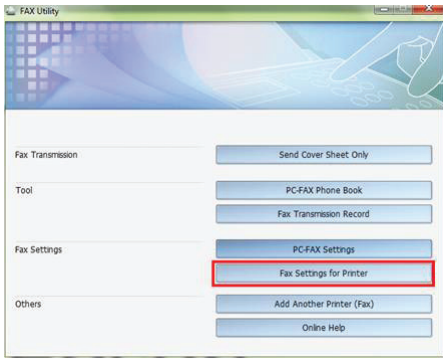 FAX Utility
Fax Transmission
Send Cover Sheet Only
Tool
PC-FAX Phone Book
Fax Transmission Record
Fax Settings
PC-FAX Settings
Fax Settings for Printer
Others
Add Another Printer (Fax)
Online Help